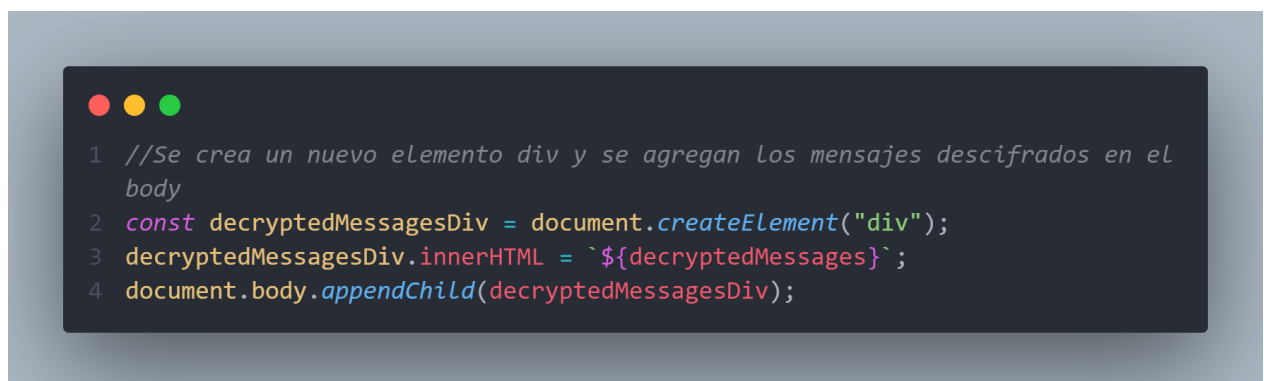 1 //Se crea un nuevo elemento div y se agregan los mensajes descifrados en el
body
2 const decryptedMessagesDiv = document.createElement("div");
3 decryptedMessagesDiv.innerHTML = `${decryptedMessages}`;
4 document.body.appendChild(decryptedMessagesDiv);